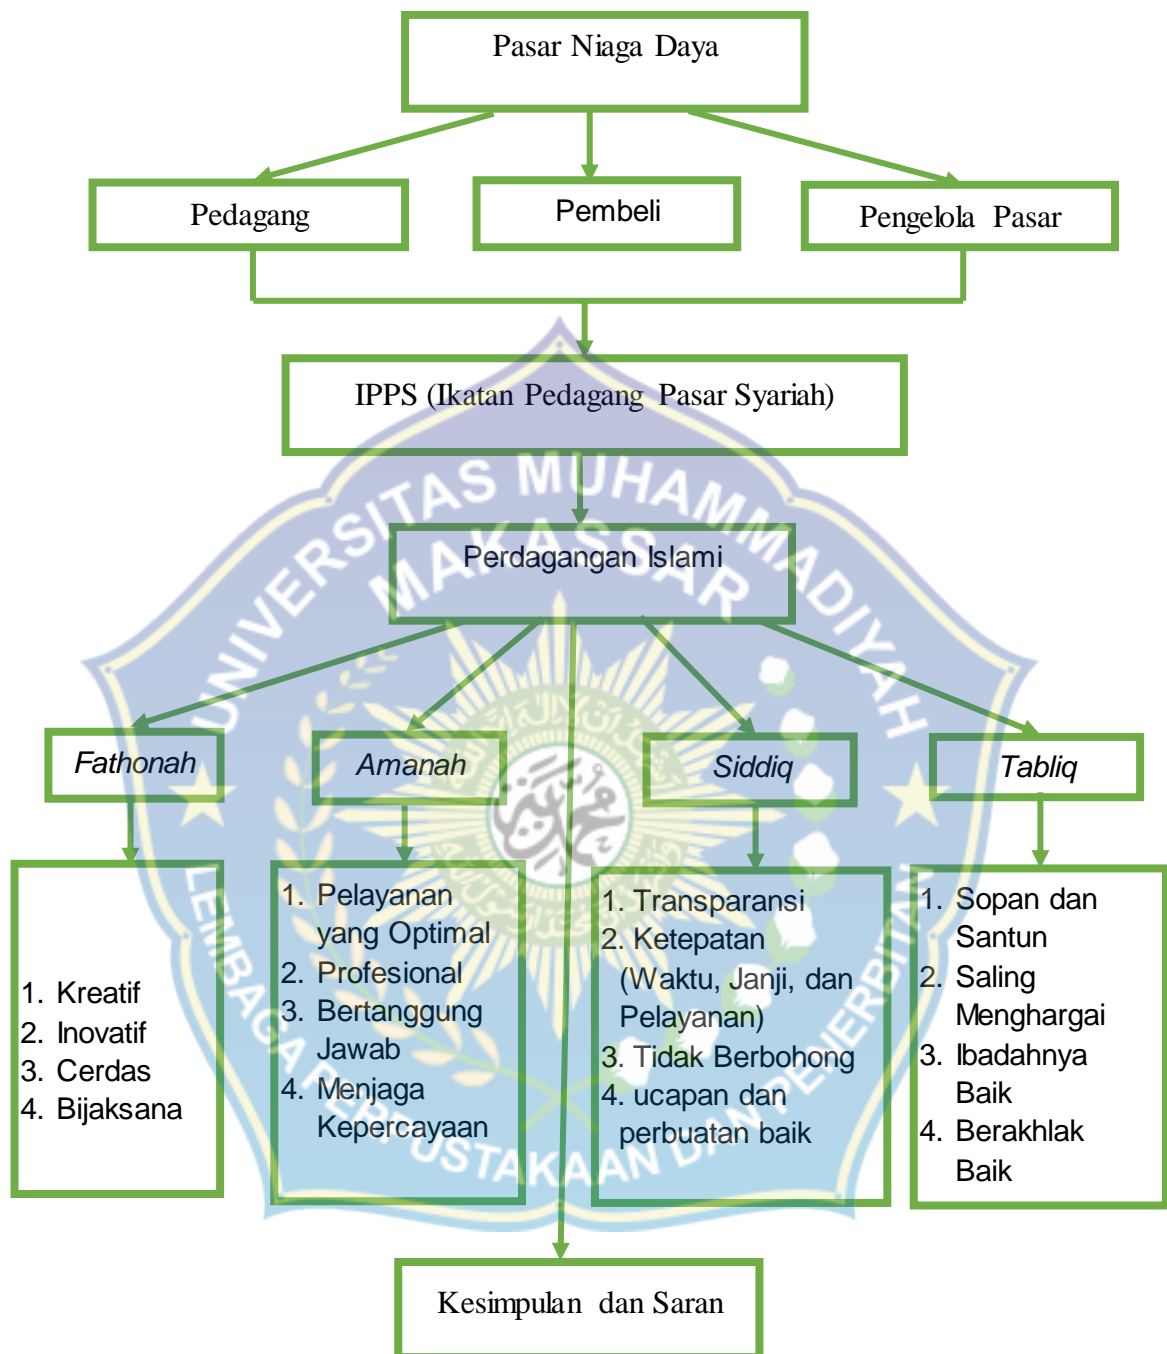 Pasar Niaga Daya
Pedagang
Pembeli
Pengelola Pasar
IPPS (Ikatan Pedagang Pasar Syariah)
UNIVERSITAS MUHAMMADIYAH
MAKASSAR
Perdagangan Islami
Fathonah
Amanah
Siddiq
Tabliq
1. Kreatif
2. Inovatif
3. Cerdas
4. Bijaksana
1. Pelayanan
yang Optimal
2. Profesional
3. Bertanggung
Jawab
4. Menjaga
Kepercayaan
1. Transparansi
2. Ketepatan
(Waktu, Janji, dan
Pelayanan)
3. Tidak Berbohong
4. ucapan dan
perbuatan baik
1. Sopan dan
Santun
2. Saling
Menghargai
3. Ibadahnya
Baik
4. Berakhlak
Baik
LEMBAGA PERPUSTAKAAN DAN PENERBITAN
Kesimpulan dan Saran